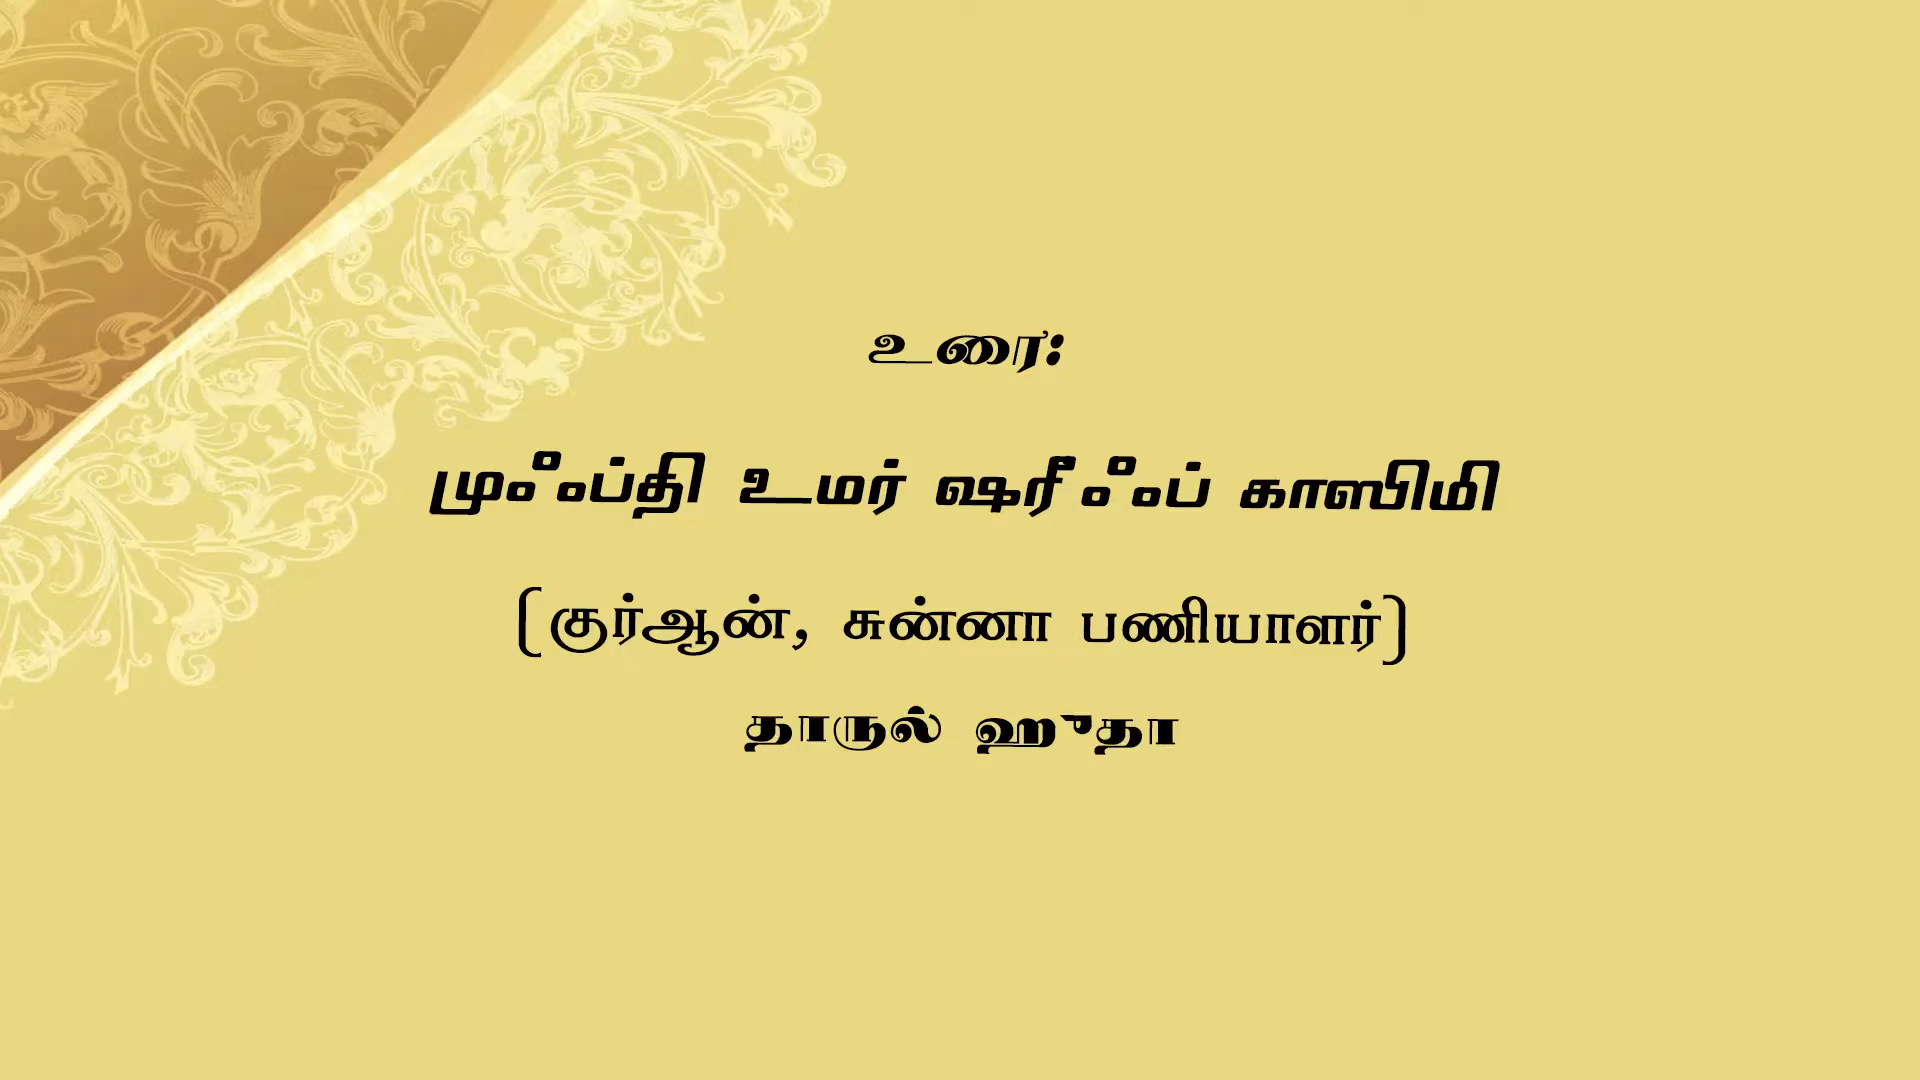 உரை:
முஃப்தி உமர் ஷரீஃப் காஸிமி
(குர்ஆன், சுன்னா பணியாளர்)
தாருல் ஹுதா